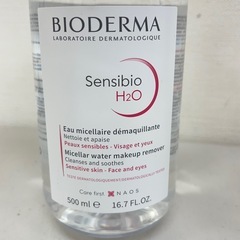 BIODERMA
LABORATOIRE DERMATOLOGIQUE
Sensibio
H2O
Eau micellaire démaquillante
Nettoie et apaise
Peaux sensibles - Visage et yeux
Micellar water makeup remover
Cleanses and soothes
Sensitive skin - Face and eyes
Care first NAOS
500 ml e 16.7 FL.OZ.